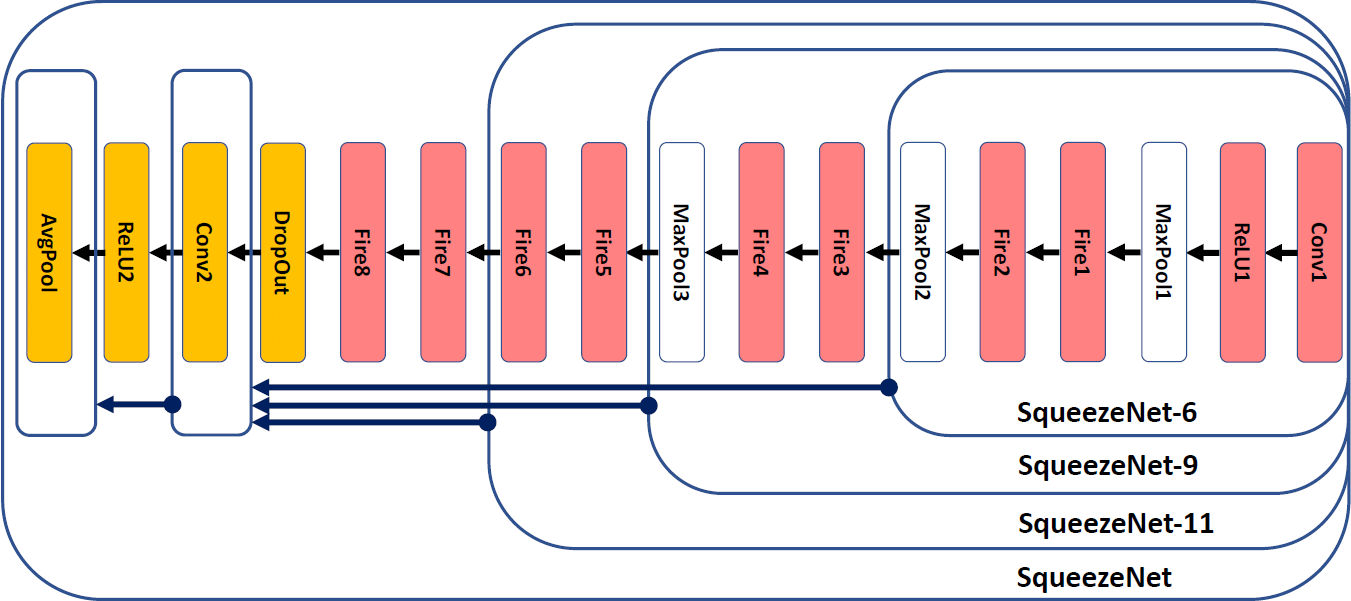 AvgPool
ReLU2
Conv2
DropOut
Fire8
Fire7
Fire6
Fire5
MaxPool3
Fire4
Fire3
MaxPool2
Fire2
Fire1
MaxPool1
ReLU1
Conv1
SqueezeNet-6
SqueezeNet-9
SqueezeNet-11
SqueezeNet